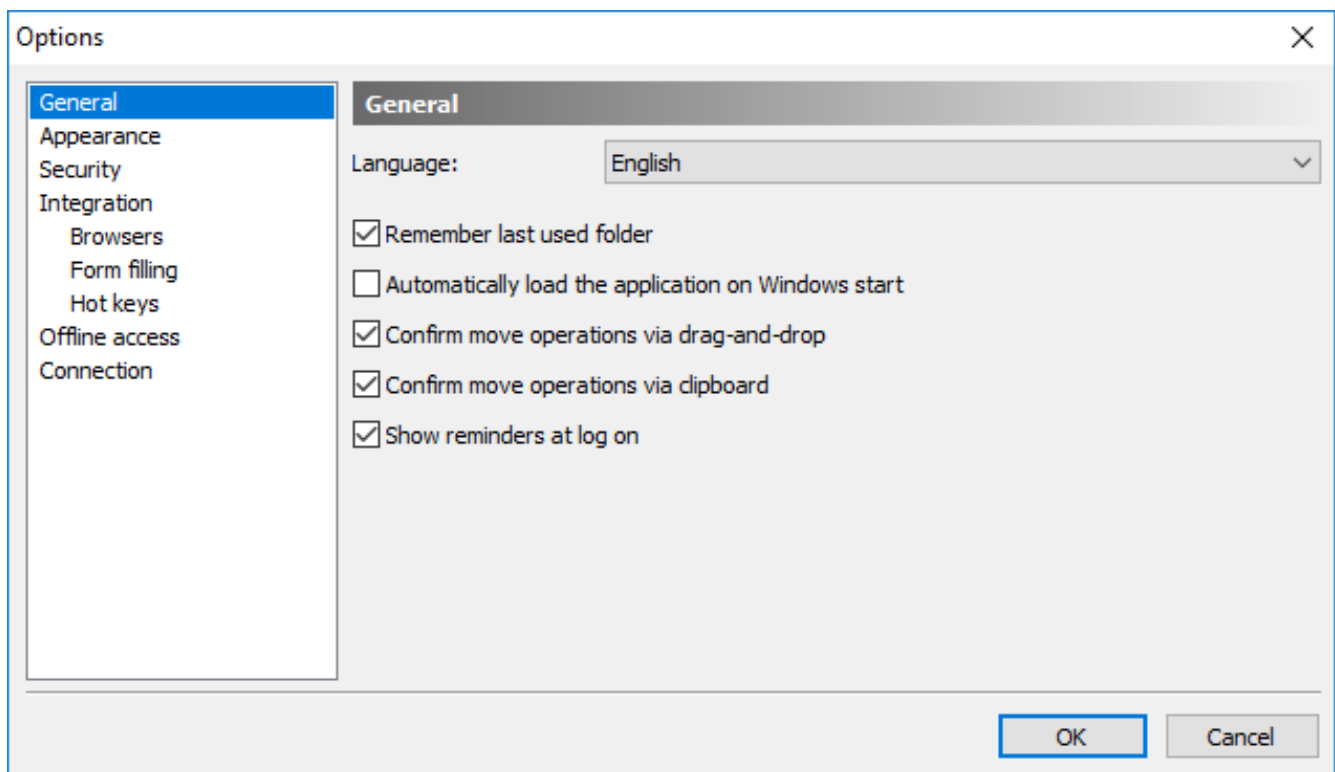 Options
General
Appearance
Security
Integration
Browsers
Form filling
Hot keys
Offline access
Connection
General
Language: English
Remember last used folder
Automatically load the application on Windows start
Confirm move operations via drag-and-drop
Confirm move operations via clipboard
Show reminders at log on
OK Cancel